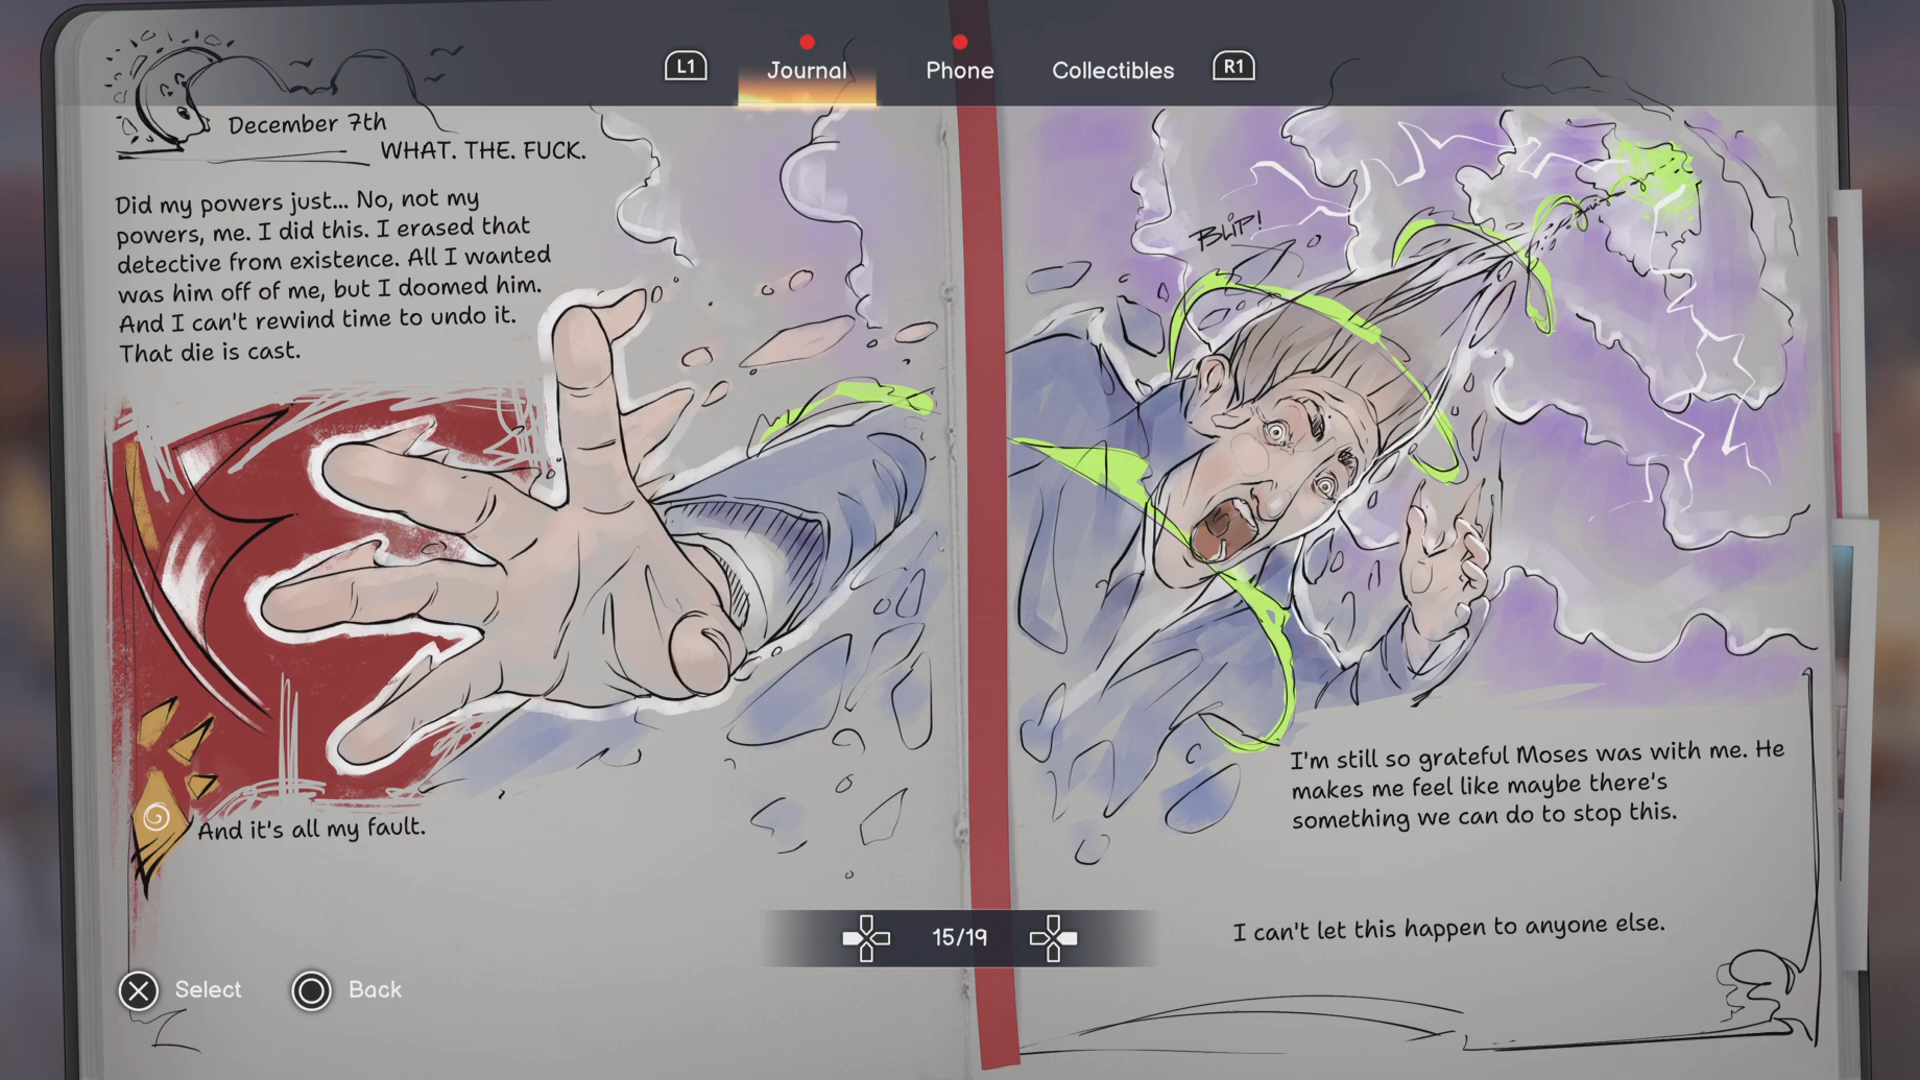 L1
Journal
Phone
Collectibles
R1
December 7th
WHAT. THE. FUCK.
Did my powers just... No, not my
powers, me. I did this. I erased that
detective from existence. All I wanted
was him off of me, but I doomed him.
And I can't rewind time to undo it.
That die is cast.
And it's all my fault.
BLIP!
I'm still so grateful Moses was with me. He
makes me feel like maybe there's
something we can do to stop this.
I can't let this happen to anyone else.
15/19
Select
Back